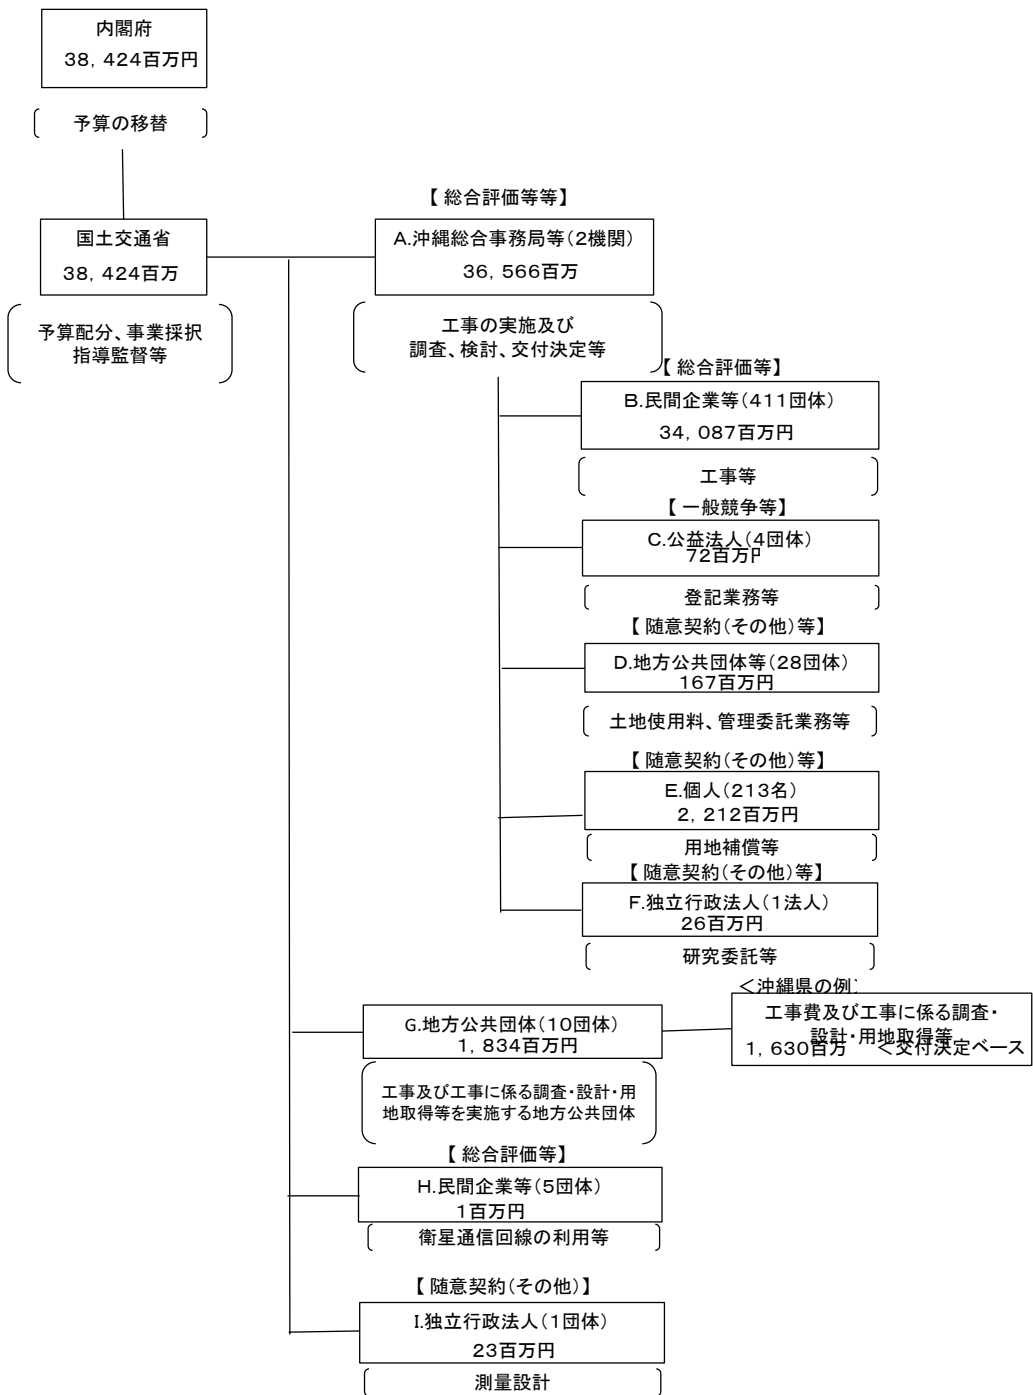 内閣府
38,424百万円
予算の移替
【 総合評価等等】
国土交通省
38,424百万
A.沖縄総合事務局等(2機関)
36,566百万
予算配分、事業採択
指導監督等
工事の実施及び
調査、検討、交付決定等
【 総合評価等】
B.民間企業等(411団体)
34,087百万円
工事等
【 一般競争等】
C.公益法人(4団体)
72百万円
登記業務等
【 随意契約(その他)等】
D.地方公共団体等(28団体)
167百万円
土地使用料、管理委託業務等
【 随意契約(その他)等】
E.個人(213名)
2,212百万円
用地補償等
【 随意契約(その他)等】
F.独立行政法人(1法人)
26百万円
研究委託等
<沖縄県の例
G.地方公共団体(10団体)
1,834百万円
工事費及び工事に係る調査・
設計・用地取得等
1,630百万 <交付決定ベース
工事及び工事に係る調査・設計・用
地取得等を実施する地方公共団体
【 総合評価等】
H.民間企業等(5団体)
1百万円
衛星通信回線の利用等
【 随意契約(その他)】
I.独立行政法人(1団体)
23百万円
測量設計